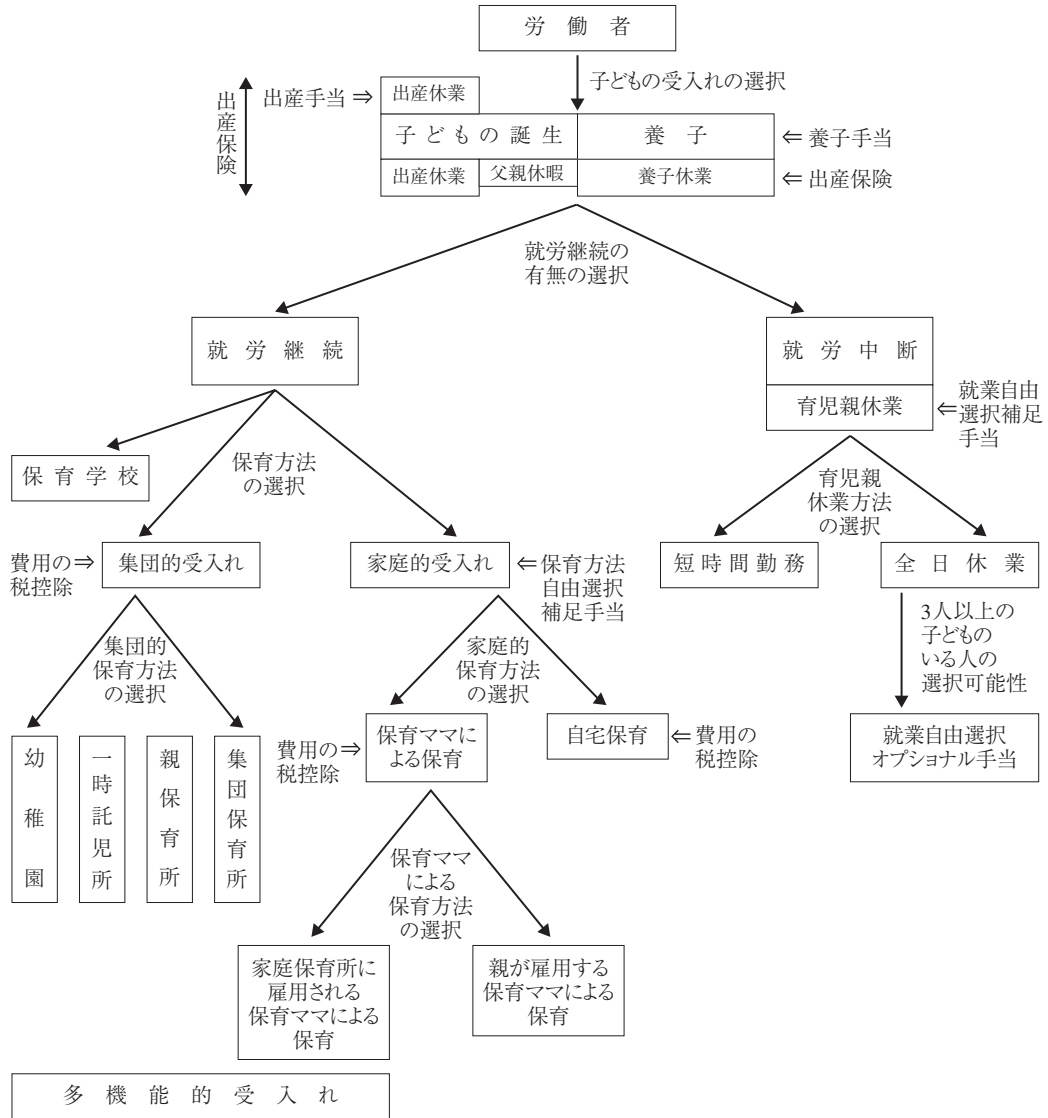 労働者
子どもの受入れの選択
出産保険
出産手当 ⇒
出産休業
子どもの誕生
養子
⇐ 養子手当
出産休業
父親休暇
養子休業
⇐ 出産保険
就労継続の
有無の選択
就労継続
就労中断
育児親休業
⇐就業自由
選択補足
手当
保育学校
保育方法
の選択
育児親
休業方法
の選択
費用の⇒
税控除
集団的受入れ
家庭的受入れ
⇐保育方法
自由選択
補足手当
短時間勤務
全日休業
集団的
保育方法
の選択
家庭的
保育方法
の選択
3人以上の
子どもの
いる人の
選択可能性
幼稚園
一時託児所
親保育所
集団保育所
費用の⇒
税控除
保育ママに
よる保育
自宅保育
⇐費用の
税控除
就業自由選択
オプショナル手当
保育ママ
による
保育方法
の選択
家庭保育所に
雇用される
保育ママによる
保育
親が雇用する
保育ママによる
保育
多機能的受入れ